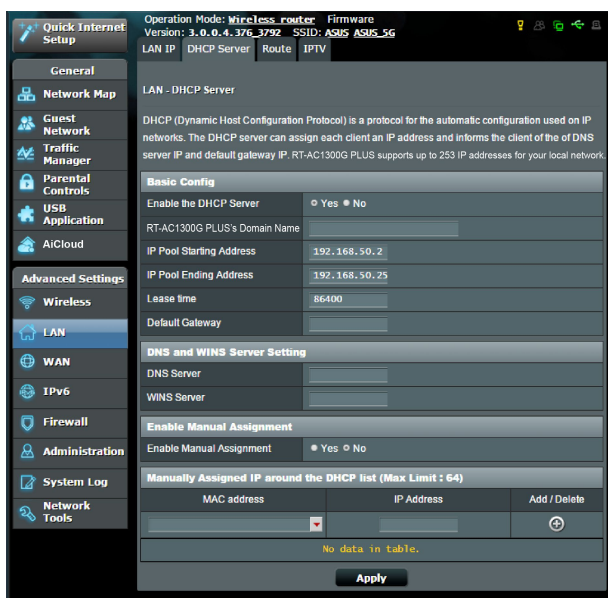 Quick Internet
Setup
General
Network Map
Guest
Network
Traffic
Manager
Parental
Controls
USB
Application
AiCloud
Advanced Settings
Wireless
LAN
WAN
IPv6
Firewall
Administration
System Log
Network
Tools
Operation Mode: Wireless router Firmware
Version: 3.0.0.4.376_3792 SSID: ASUS ASUS_5G
LAN IP DHCP Server Route IPTV
LAN - DHCP Server
DHCP (Dynamic Host Configuration Protocol) is a protocol for the automatic configuration used on IP
networks. The DHCP server can assign each client an IP address and informs the client of the of DNS
server IP and default gateway IP. RT-AC1300G PLUS supports up to 253 IP addresses for your local network.
Basic Config
Enable the DHCP Server Yes No
RT-AC1300G PLUS's Domain Name
IP Pool Starting Address 192.168.50.2
IP Pool Ending Address 192.168.50.25
Lease time 86400
Default Gateway
DNS and WINS Server Setting
DNS Server
WINS Server
Enable Manual Assignment
Enable Manual Assignment Yes No
Manually Assigned IP around the DHCP list (Max Limit : 64)
MAC address IP Address Add / Delete
No data in table.
Apply